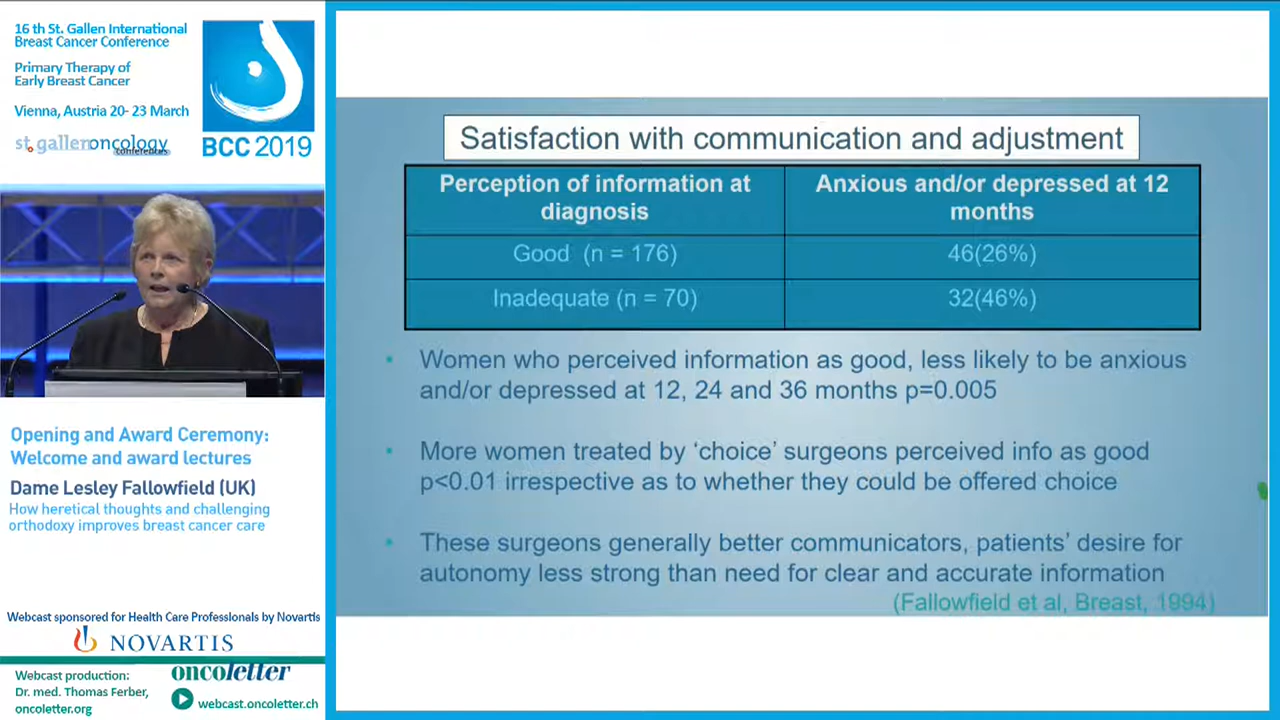 16 th St. Gallen International
Breast Cancer Conference
Primary Therapy of
Early Breast Cancer
Vienna, Austria 20- 23 March
st.gallenoncology
conferences
BCC 2019
Opening and Award Ceremony:
Welcome and award lectures
Dame Lesley Fallowfield (UK)
How heretical thoughts and challenging
orthodoxy improves breast cancer care
Webcast sponsored for Health Care Professionals by Novartis
NOVARTIS
Webcast production:
Dr. med. Thomas Ferber,
oncoletter.org
oncoletter
webcast.oncoletter.ch
Satisfaction with communication and adjustment
Perception of information at
diagnosis
Anxious and/or depressed at 12
months
Good (n = 176)
46(26%)
Inadequate (n = 70)
32(46%)
• Women who perceived information as good, less likely to be anxious
and/or depressed at 12, 24 and 36 months p=0.005
• More women treated by ‘choice’ surgeons perceived info as good
p<0.01 irrespective as to whether they could be offered choice
• These surgeons generally better communicators, patients’ desire for
autonomy less strong than need for clear and accurate information
(Fallowfield et al, Breast, 1994)